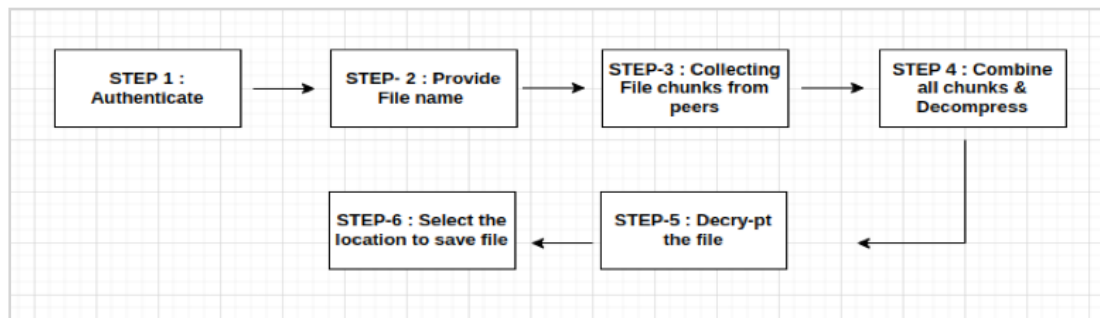 STEP 1 :
Authenticate
STEP- 2 : Provide
File name
STEP-3 : Collecting
File chunks from
peers
STEP 4 : Combine
all chunks &
Decompress
STEP-5 : Decry-pt
the file
STEP-6 : Select the
location to save file